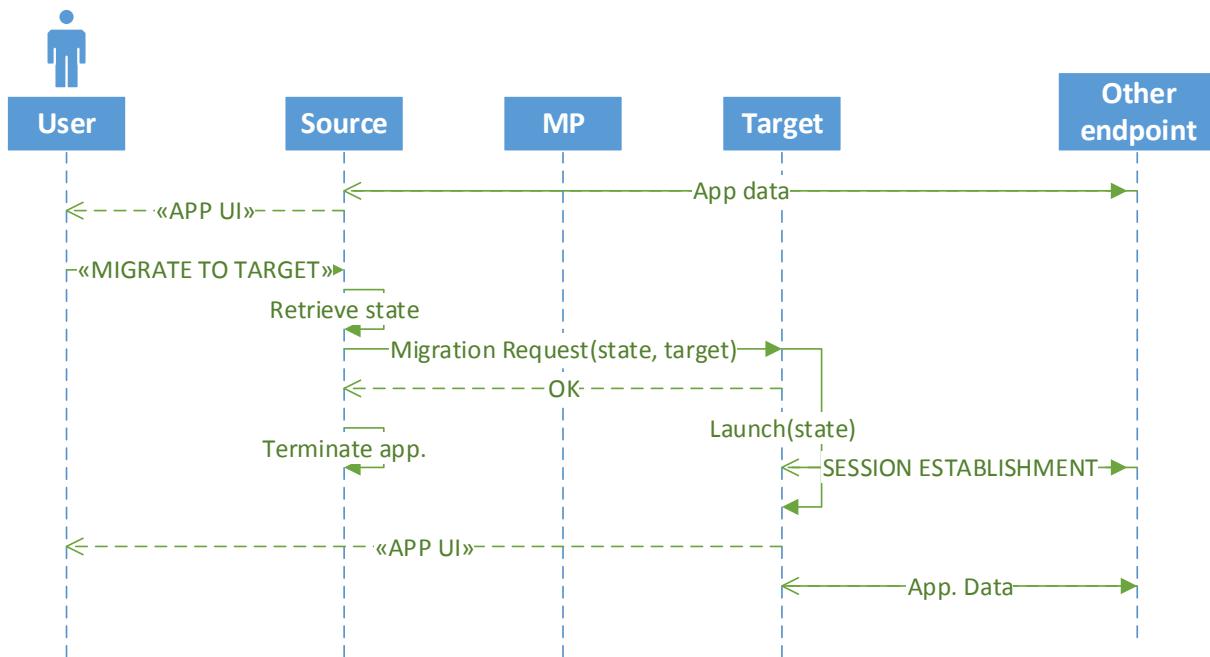 User
Source
MP
Target
Other
endpoint
App data
«APP UI»
«MIGRATE TO TARGET»
Retrieve state
Migration Request(state, target)
OK
Launch(state)
Terminate app.
SESSION ESTABLISHMENT
«APP UI»
App. Data